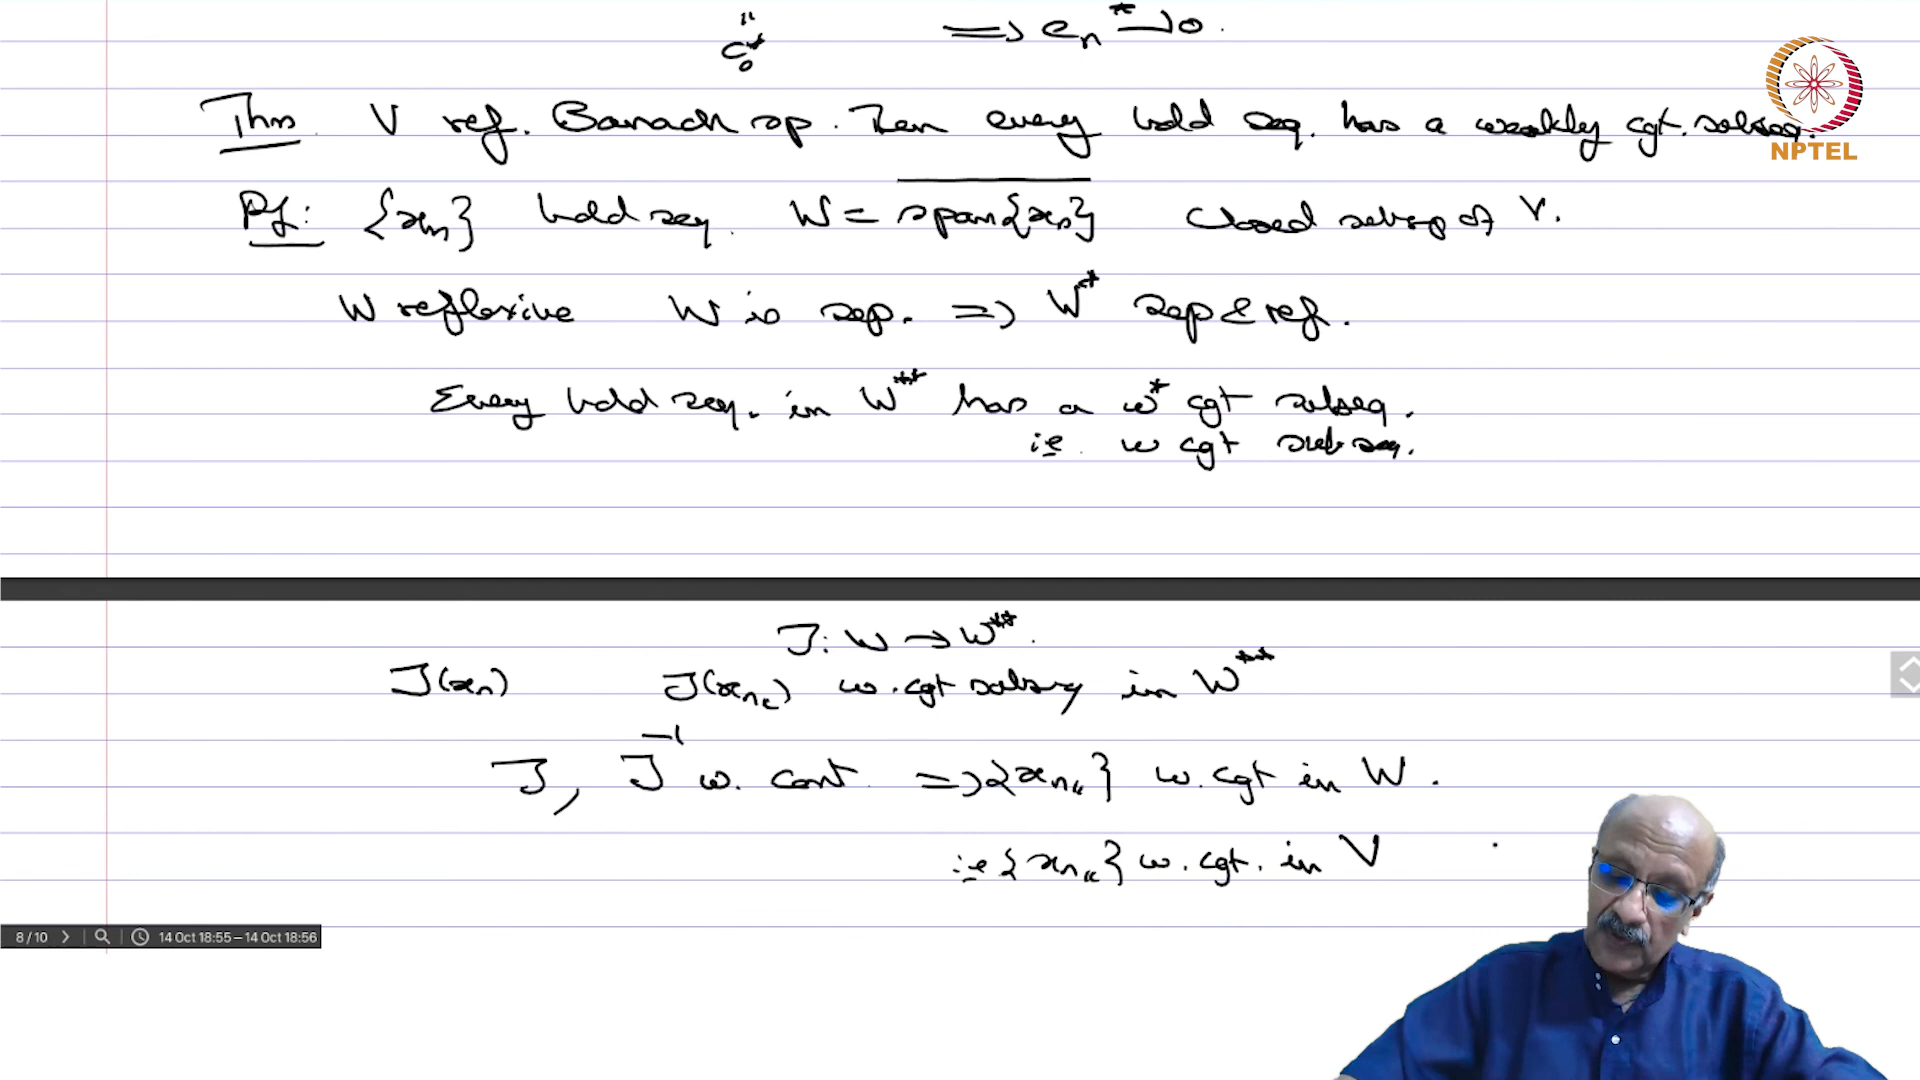 "
c₀* ⟹ eₙ *⇀ 0.
Thm. V ref. Banach sp. Then every bdd seq. has a weakly cgt. subseq.
NPTEL
Pf: {xₙ} bdd seq. W = \overline{span{xₙ}} closed subsp of V.
W reflexive W is sep. ⟹ W* sep & ref.
Every bdd seq. in W** has a w* cgt subseq.
i.e. w cgt subseq.
J: W → W**.
J(xₙ) J(xₙₖ) w. cgt subseq in W**
J, J⁻¹ w. cont. ⟹ {xₙₖ} w. cgt in W.
i.e {xₙₖ} w. cgt. in V
8/10 14 Oct 18:55 – 14 Oct 18:56